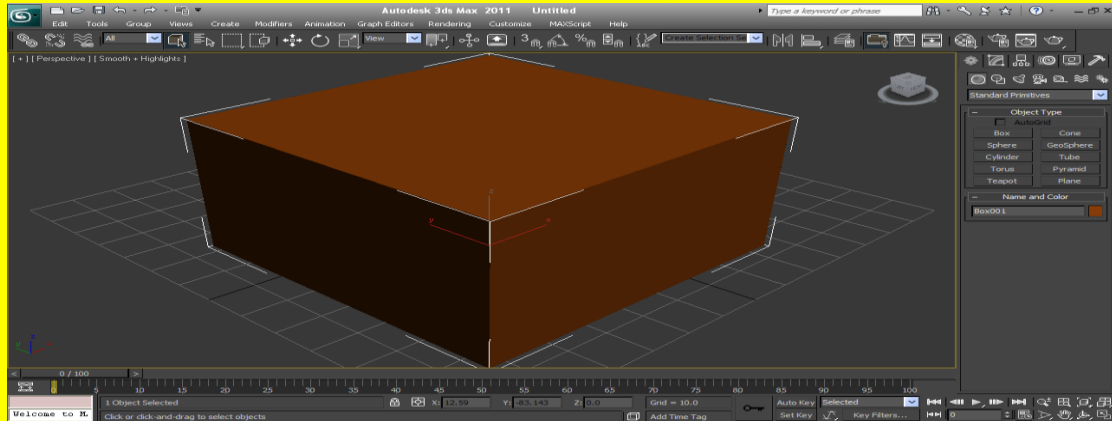 Autodesk 3ds Max 2011 Untitled
Type a keyword or phrase
Edit Tools Group Views Create Modifiers Animation Graph Editors Rendering Customize MAXScript Help
All
View
3
Create Selection Se
[ + ] [ Perspective ] [ Smooth + Highlights ]
Standard Primitives
Object Type
AutoGrid
Box Cone
Sphere GeoSphere
Cylinder Tube
Torus Pyramid
Teapot Plane
Name and Color
Box001
y x
0 / 100
0 5 10 15 20 25 30 35 40 45 50 55 60 65 70 75 80 85 90 95 100
1 Object Selected X: 12.59 Y: -83.143 Z: 0.0 Grid = 10.0 Auto Key Selected
Welcome to M. Click or click-and-drag to select objects Add Time Tag Set Key Key Filters... 0